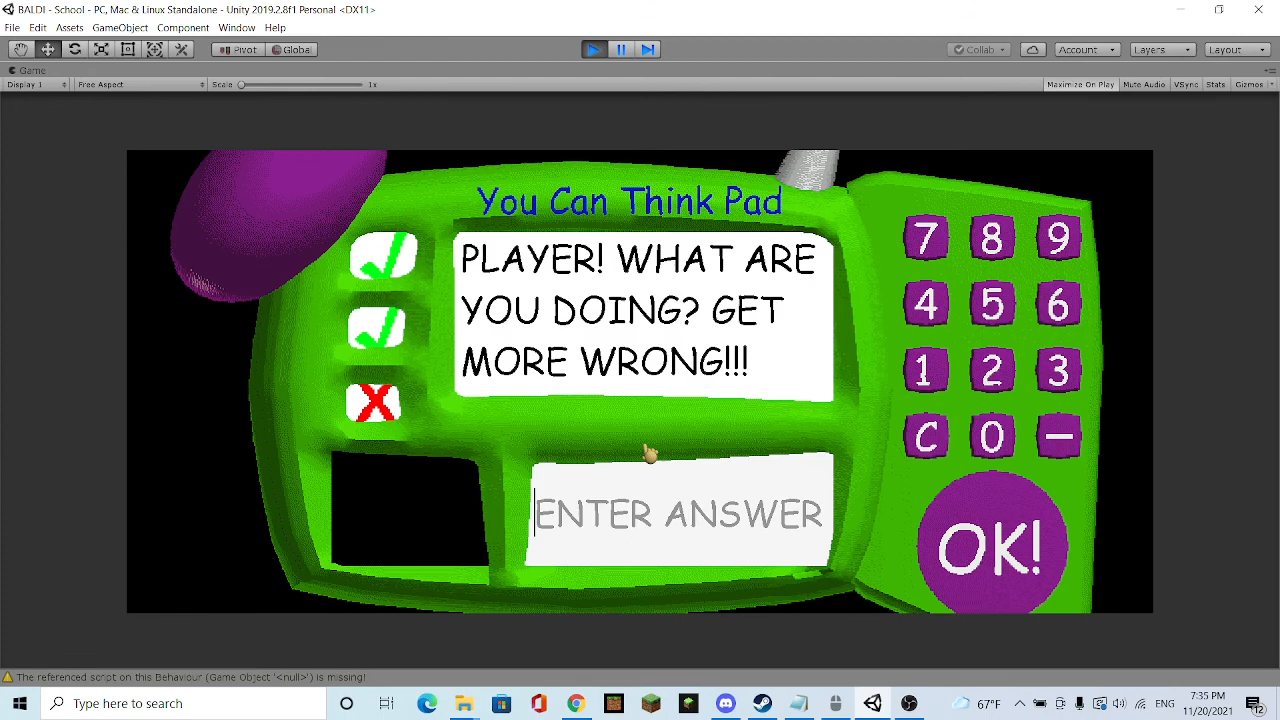 BALDI - School - PC, Mac & Linux Standalone - Unity 2019.2.8f1 Personal <DX11>
File Edit Assets GameObject Component Window Help
Pivot Global Collab Account Layers Layout
Game
Display 1 Free Aspect Scale 1x Maximize On Play Mute Audio VSync Stats Gizmos
You Can Think Pad
PLAYER! WHAT ARE
YOU DOING? GET
MORE WRONG!!!
ENTER ANSWER
7 8 9
4 5 6
1 2 3
C 0 −
OK!
The referenced script on this Behaviour (Game Object '<null>') is missing!
Type here to search
67°F
7:35 PM
11/20/2021
12